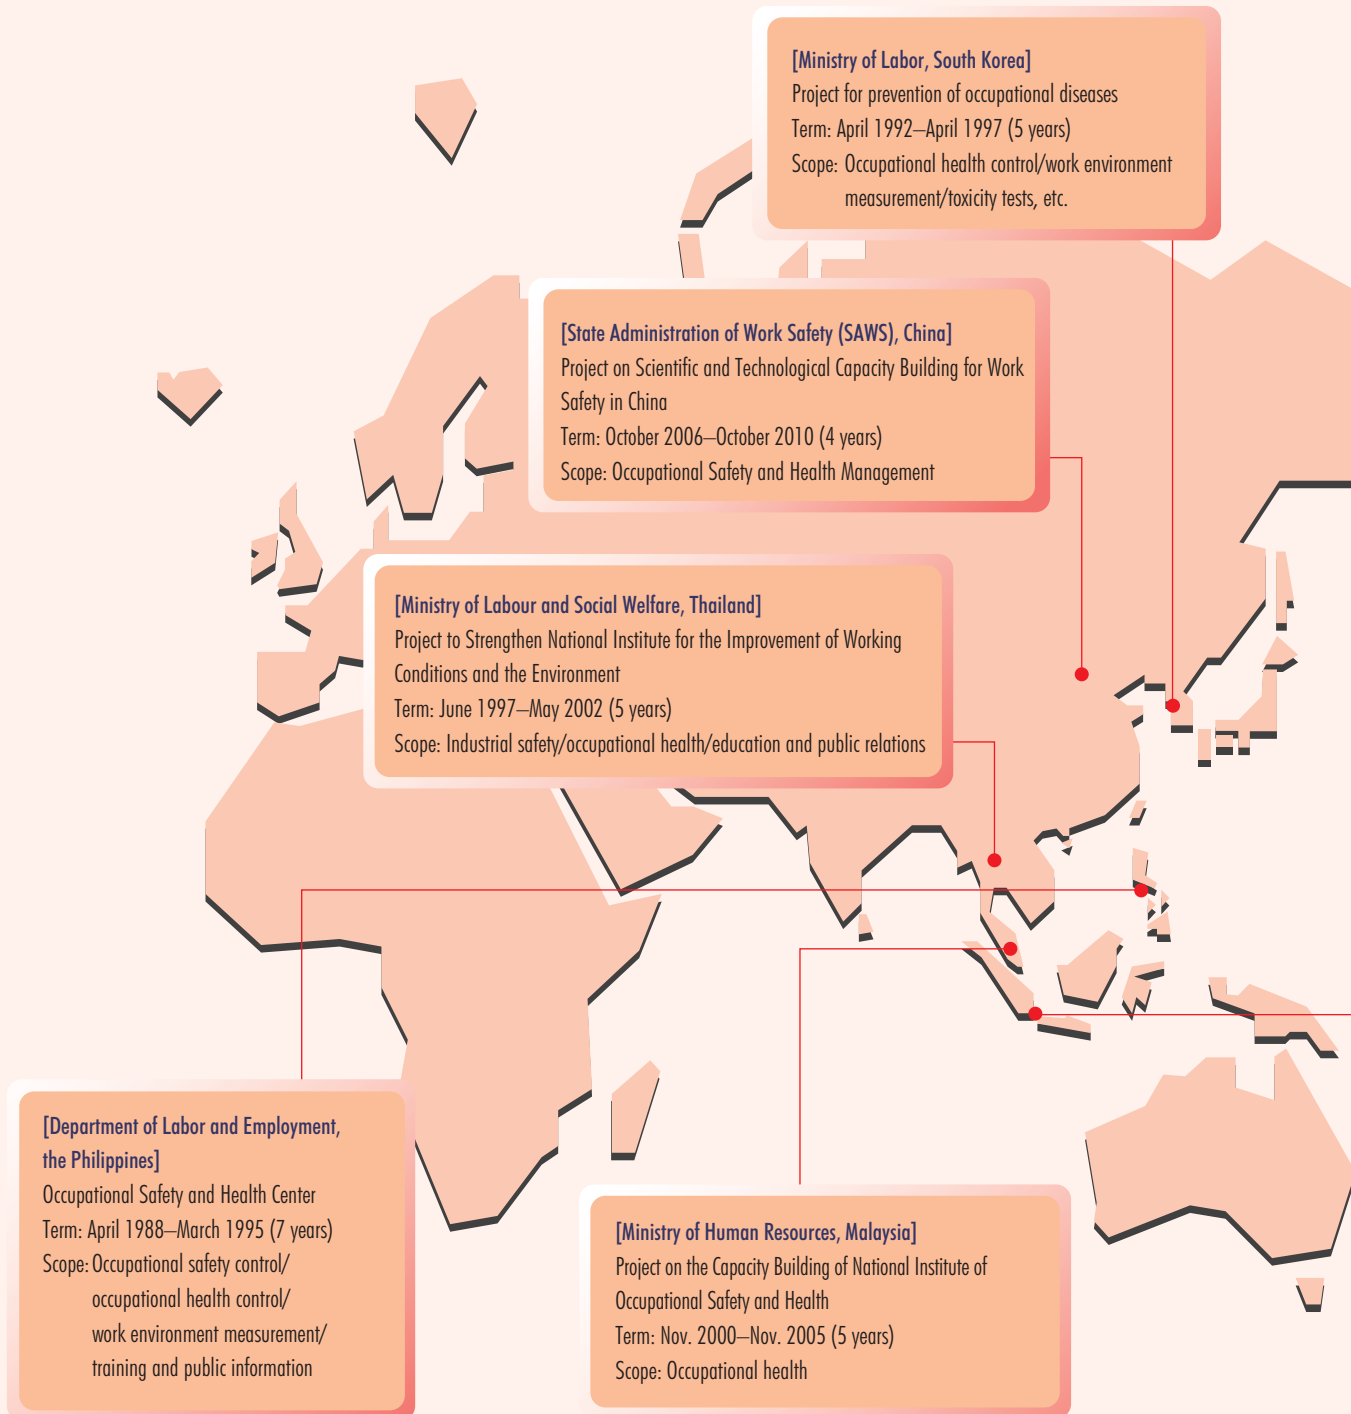 [Ministry of Labor, South Korea]
Project for prevention of occupational diseases
Term: April 1992–April 1997 (5 years)
Scope: Occupational health control/work environment
measurement/toxicity tests, etc.
[State Administration of Work Safety (SAWS), China]
Project on Scientific and Technological Capacity Building for Work
Safety in China
Term: October 2006–October 2010 (4 years)
Scope: Occupational Safety and Health Management
[Ministry of Labour and Social Welfare, Thailand]
Project to Strengthen National Institute for the Improvement of Working
Conditions and the Environment
Term: June 1997–May 2002 (5 years)
Scope: Industrial safety/occupational health/education and public relations
[Department of Labor and Employment,
the Philippines]
Occupational Safety and Health Center
Term: April 1988–March 1995 (7 years)
Scope: Occupational safety control/
occupational health control/
work environment measurement/
training and public information
[Ministry of Human Resources, Malaysia]
Project on the Capacity Building of National Institute of
Occupational Safety and Health
Term: Nov. 2000–Nov. 2005 (5 years)
Scope: Occupational health